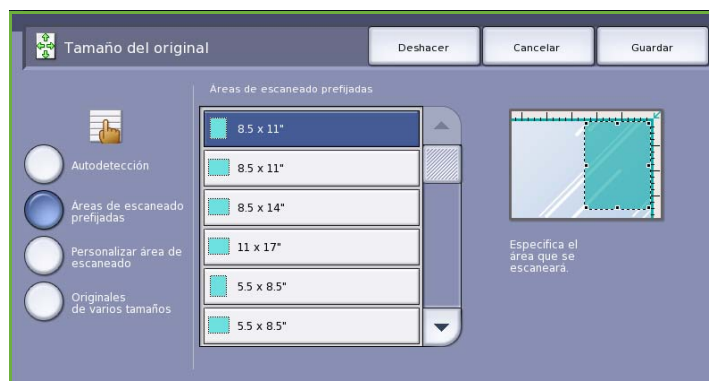 Tamaño del original
Deshacer
Cancelar
Guardar
Áreas de escaneado prefijadas
Autodetección
Áreas de escaneado
prefijadas
Personalizar área de
escaneado
Originales
de varios tamaños
8.5 x 11"
8.5 x 11"
8.5 x 14"
11 x 17"
5.5 x 8.5"
5.5 x 8.5"
Especifica el
área que se
escaneará.